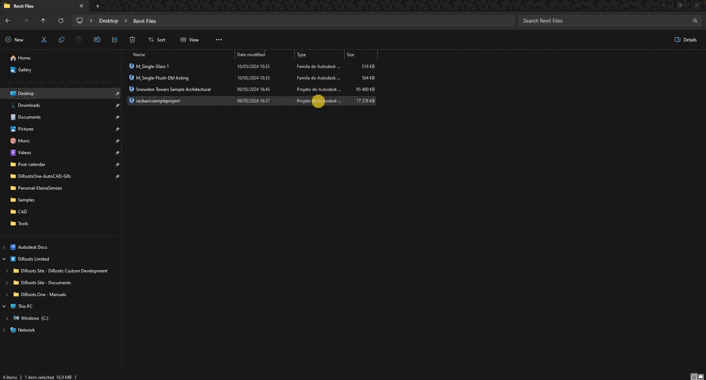 Revit Files
Desktop > Revit Files
Search Revit Files
New
Sort
View
Details
Name Date modified Type Size
Home
Gallery
Desktop
Downloads
Documents
Pictures
Music
Videos
Post-calendar
DiRootsOne-AutoCAD-Gifs
Personal-ElaineSimoes
Samples
CAD
Tools
Autodesk Docs
DiRoots Limited
DiRoots Site - DiRoots Custom Development
DiRoots Site - Documents
DiRoots.One - Manuals
This PC
Windows (C:)
Network
M_Single-Glass 1 10/05/2024 10:33 Família do Autodesk ... 516 KB
M_Single-Flush-Dbl Acting 10/05/2024 10:33 Família do Autodesk ... 504 KB
Snowdon Towers Sample Architectural 09/05/2024 16:45 Projeto do Autodesk ... 95 480 KB
racbasicsampleproject 09/05/2024 16:37 Projeto do Autodesk ... 17 378 KB
4 items 1 item selected 16,9 MB